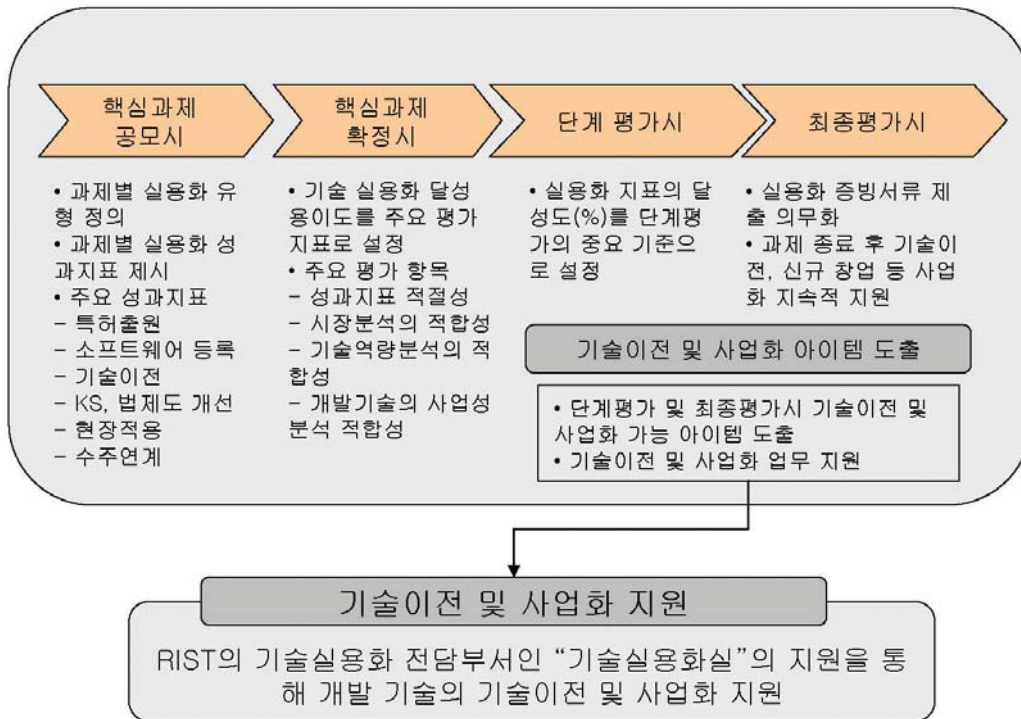 핵심과제
공모시
핵심과제
확정시
단계 평가시
최종평가시
• 과제별 실용화 유
형 정의
• 과제별 실용화 성
과지표 제시
• 주요 성과지표
– 특허출원
– 소프트웨어 등록
– 기술이전
– KS, 법제도 개선
– 현장적용
– 수주연계
• 기술 실용화 달성
용이도를 주요 평가
지표로 설정
• 주요 평가 항목
– 성과지표 적절성
– 시장분석의 적합성
– 기술역량분석의 적
합성
– 개발기술의 사업성
분석 적합성
• 실용화 지표의 달
성도(%)를 단계평
가의 중요 기준으
로 설정
• 실용화 증빙서류 제
출 의무화
• 과제 종료 후 기술이
전, 신규 창업 등 사업
화 지속적 지원
기술이전 및 사업화 아이템 도출
• 단계평가 및 최종평가시 기술이전 및
사업화 가능 아이템 도출
• 기술이전 및 사업화 업무 지원
기술이전 및 사업화 지원
RIST의 기술실용화 전담부서인 “기술실용화실”의 지원을 통
해 개발 기술의 기술이전 및 사업화 지원